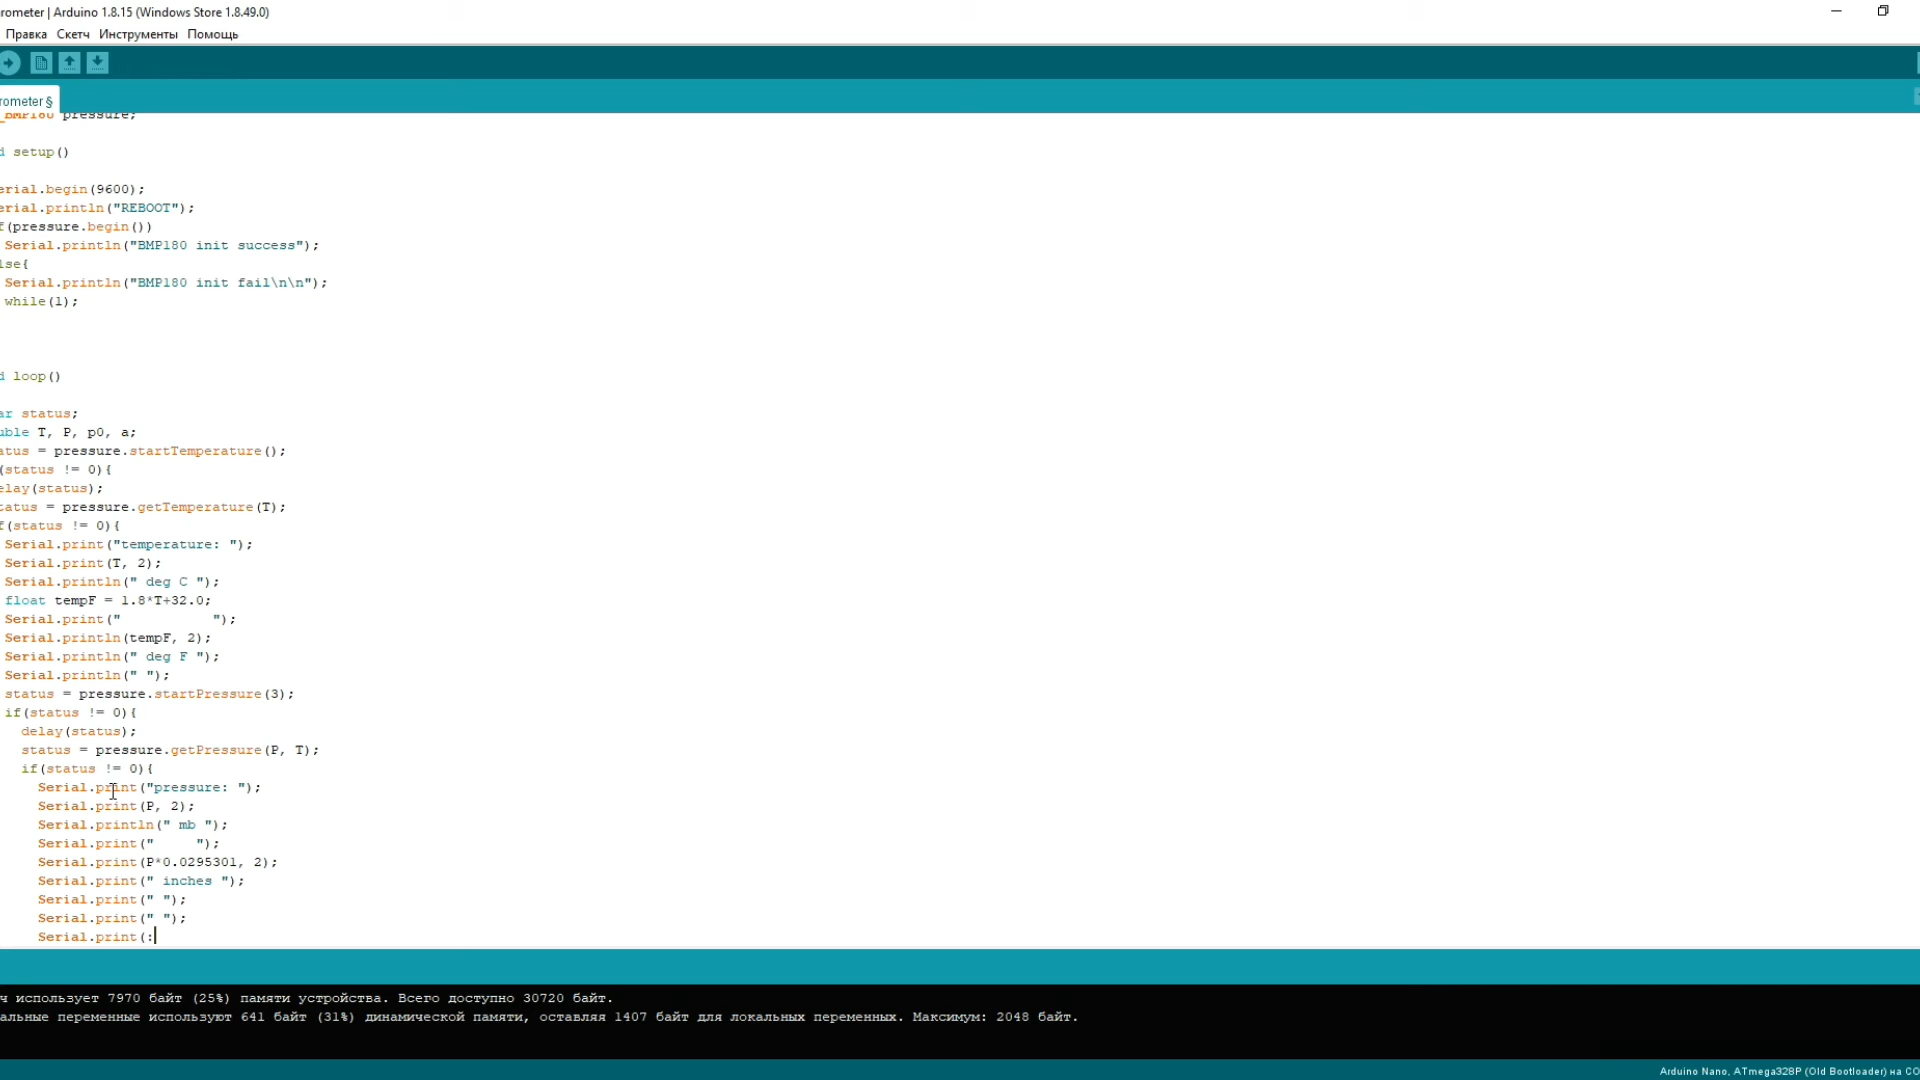 rometer | Arduino 1.8.15 (Windows Store 1.8.49.0)
Правка Скетч Инструменты Помощь
rometer §
_BMP180 pressure;
d setup()
erial.begin(9600);
erial.println("REBOOT");
f(pressure.begin())
Serial.println("BMP180 init success");
lse{
Serial.println("BMP180 init fail\n\n");
while(1);
d loop()
ar status;
uble T, P, p0, a;
atus = pressure.startTemperature();
(status != 0){
elay(status);
tatus = pressure.getTemperature(T);
f(status != 0){
Serial.print("temperature: ");
Serial.print(T, 2);
Serial.println(" deg C ");
float tempF = 1.8*T+32.0;
Serial.print("           ");
Serial.println(tempF, 2);
Serial.println(" deg F ");
Serial.println(" ");
status = pressure.startPressure(3);
if(status != 0){
delay(status);
status = pressure.getPressure(P, T);
if(status != 0){
Serial.print("pressure: ");
Serial.print(P, 2);
Serial.println(" mb ");
Serial.print("     ");
Serial.print(P*0.0295301, 2);
Serial.print(" inches ");
Serial.print(" ");
Serial.print(" ");
Serial.print(:
ч использует 7970 байт (25%) памяти устройства. Всего доступно 30720 байт.
альные переменные используют 641 байт (31%) динамической памяти, оставляя 1407 байт для локальных переменных. Максимум: 2048 байт.
Arduino Nano, ATmega328P (Old Bootloader) на CO